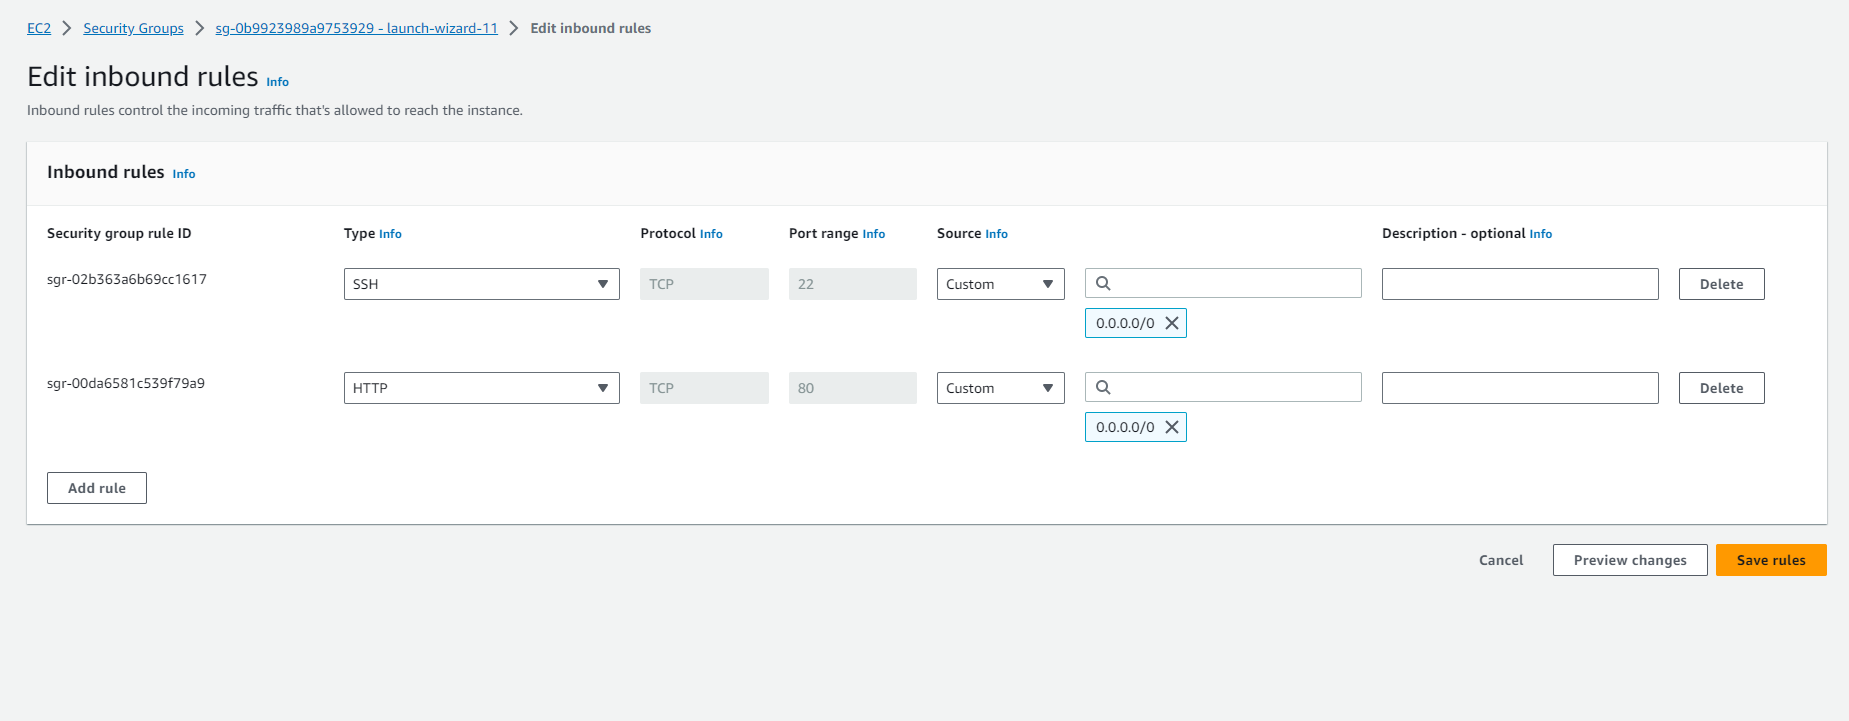 EC2 > Security Groups > sg-0b9923989a9753929 - launch-wizard-11 > Edit inbound rules
Edit inbound rules Info
Inbound rules control the incoming traffic that's allowed to reach the instance.
Inbound rules Info
Security group rule ID Type Info Protocol Info Port range Info Source Info Description - optional Info
sgr-02b363a6b69cc1617 SSH TCP 22 Custom Delete
0.0.0.0/0
sgr-00da6581c539f79a9 HTTP TCP 80 Custom Delete
0.0.0.0/0
Add rule
Cancel Preview changes Save rules